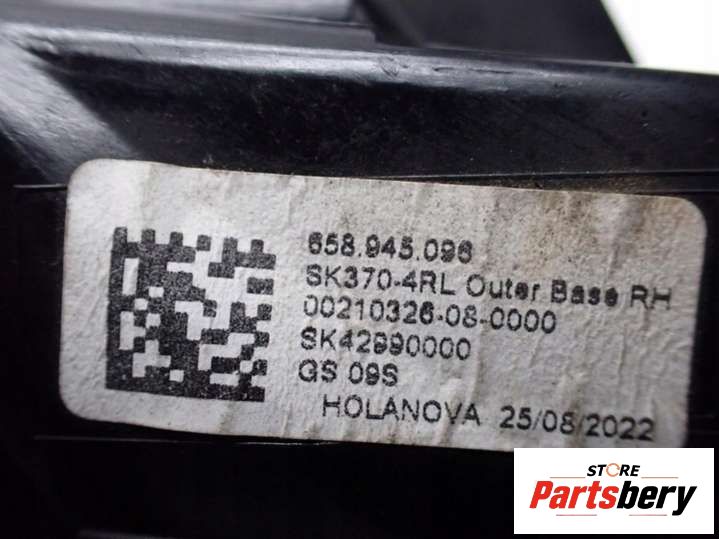 658.945.096
SK370-4RL Outer Base RH
00210326-08-0000
SK42990000
GS 09S
HOLANOVA 25/08/2022
STORE
Partsbery